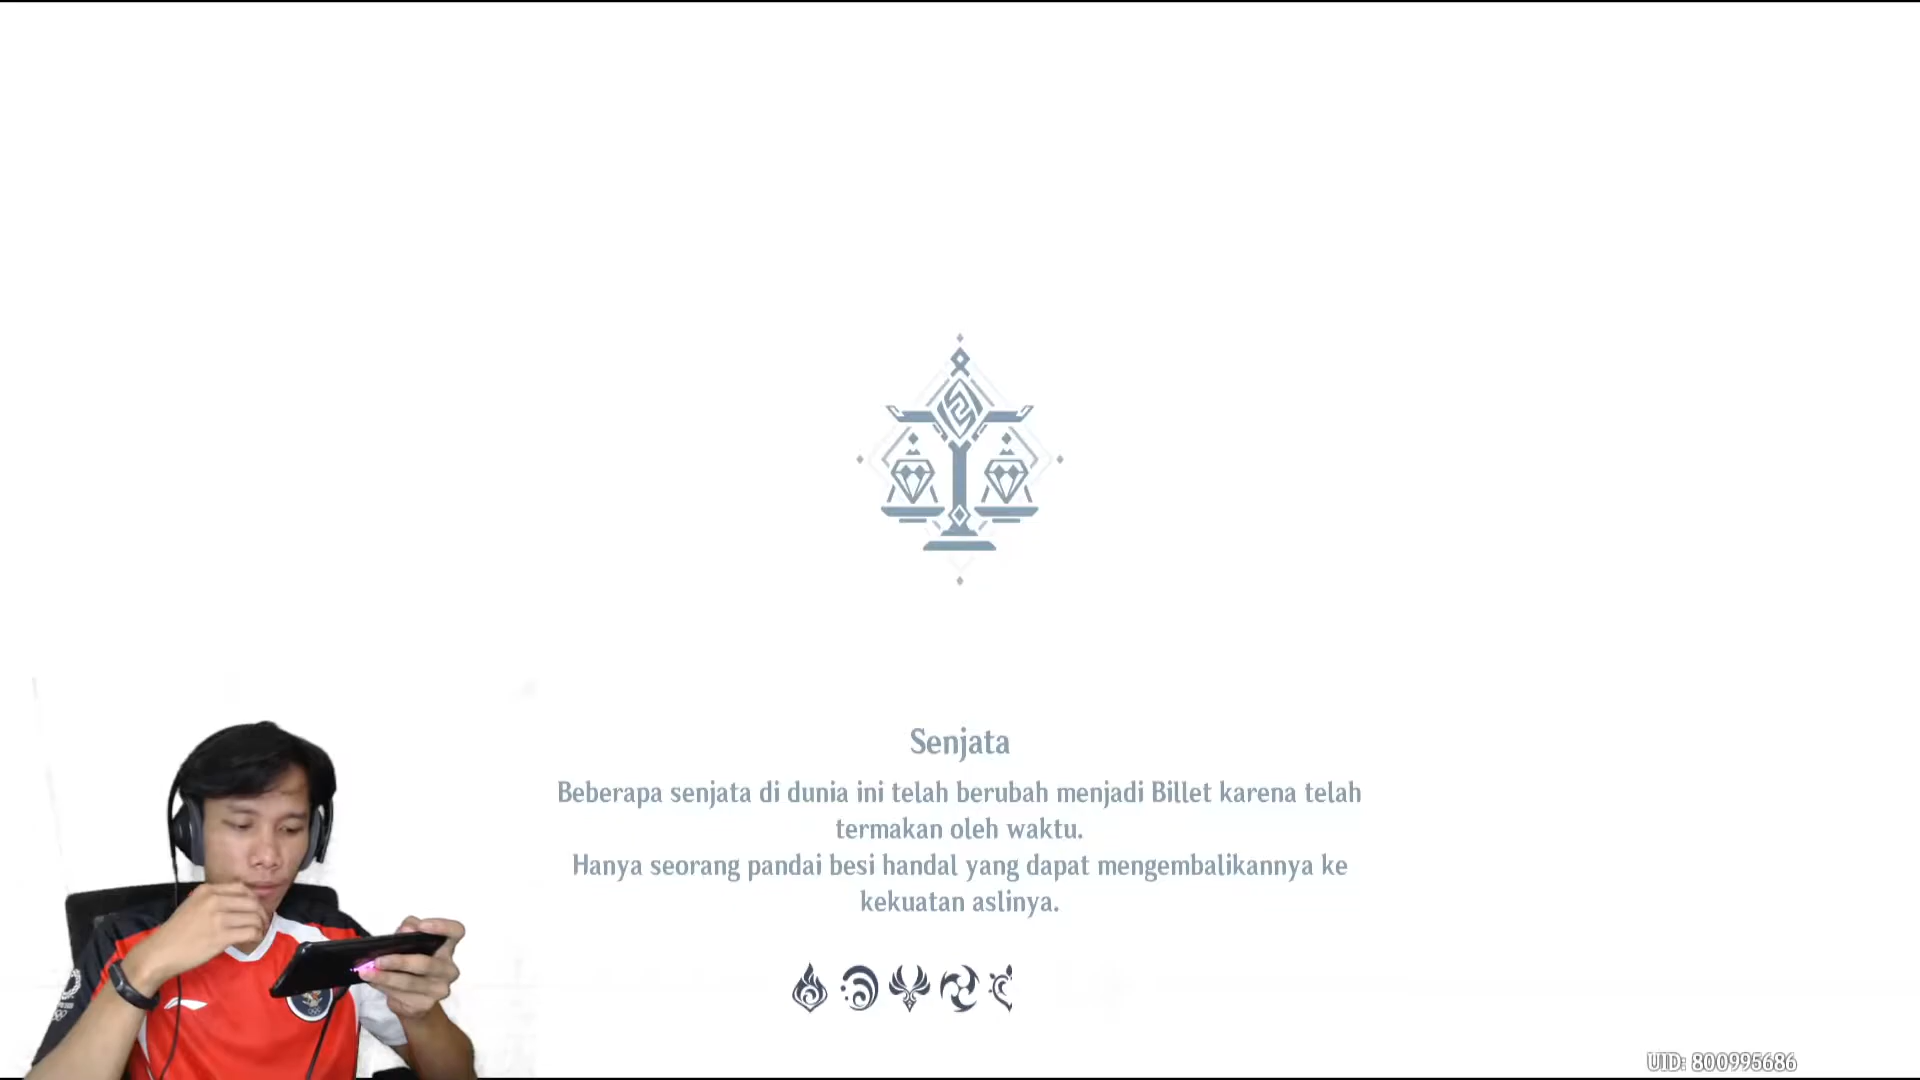 Senjata
Beberapa senjata di dunia ini telah berubah menjadi Billet karena telah
termakan oleh waktu.
Hanya seorang pandai besi handal yang dapat mengembalikannya ke
kekuatan aslinya.
UID: 800995686